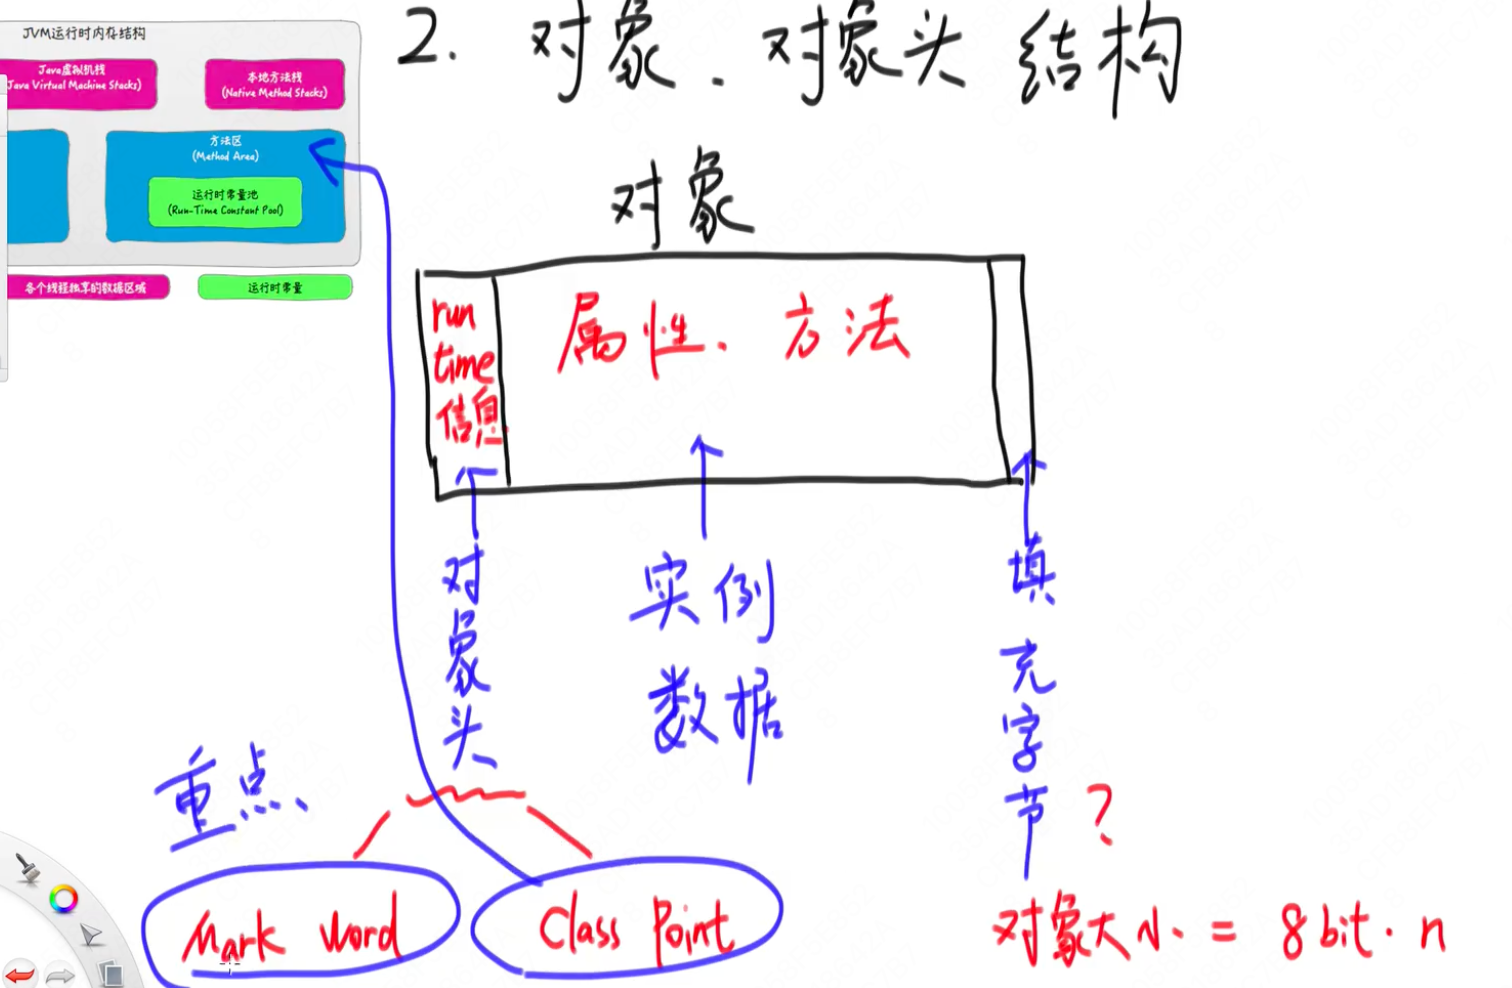 JVM运行时内存结构
Java虚拟机栈
Java Virtual Machine Stacks)
本地方法栈
(Native Method Stacks)
方法区
(Method Area)
运行时常量池
(Run-Time Constant Pool)
各个线程独享的数据区域
运行时常量
2. 对象、对象头 结构
对象
run
time
信息
属性、方法
对象头
实例
数据
填充字节 ?
重点、
Mark Word
Class Point
对象大小 = 8 bit · n